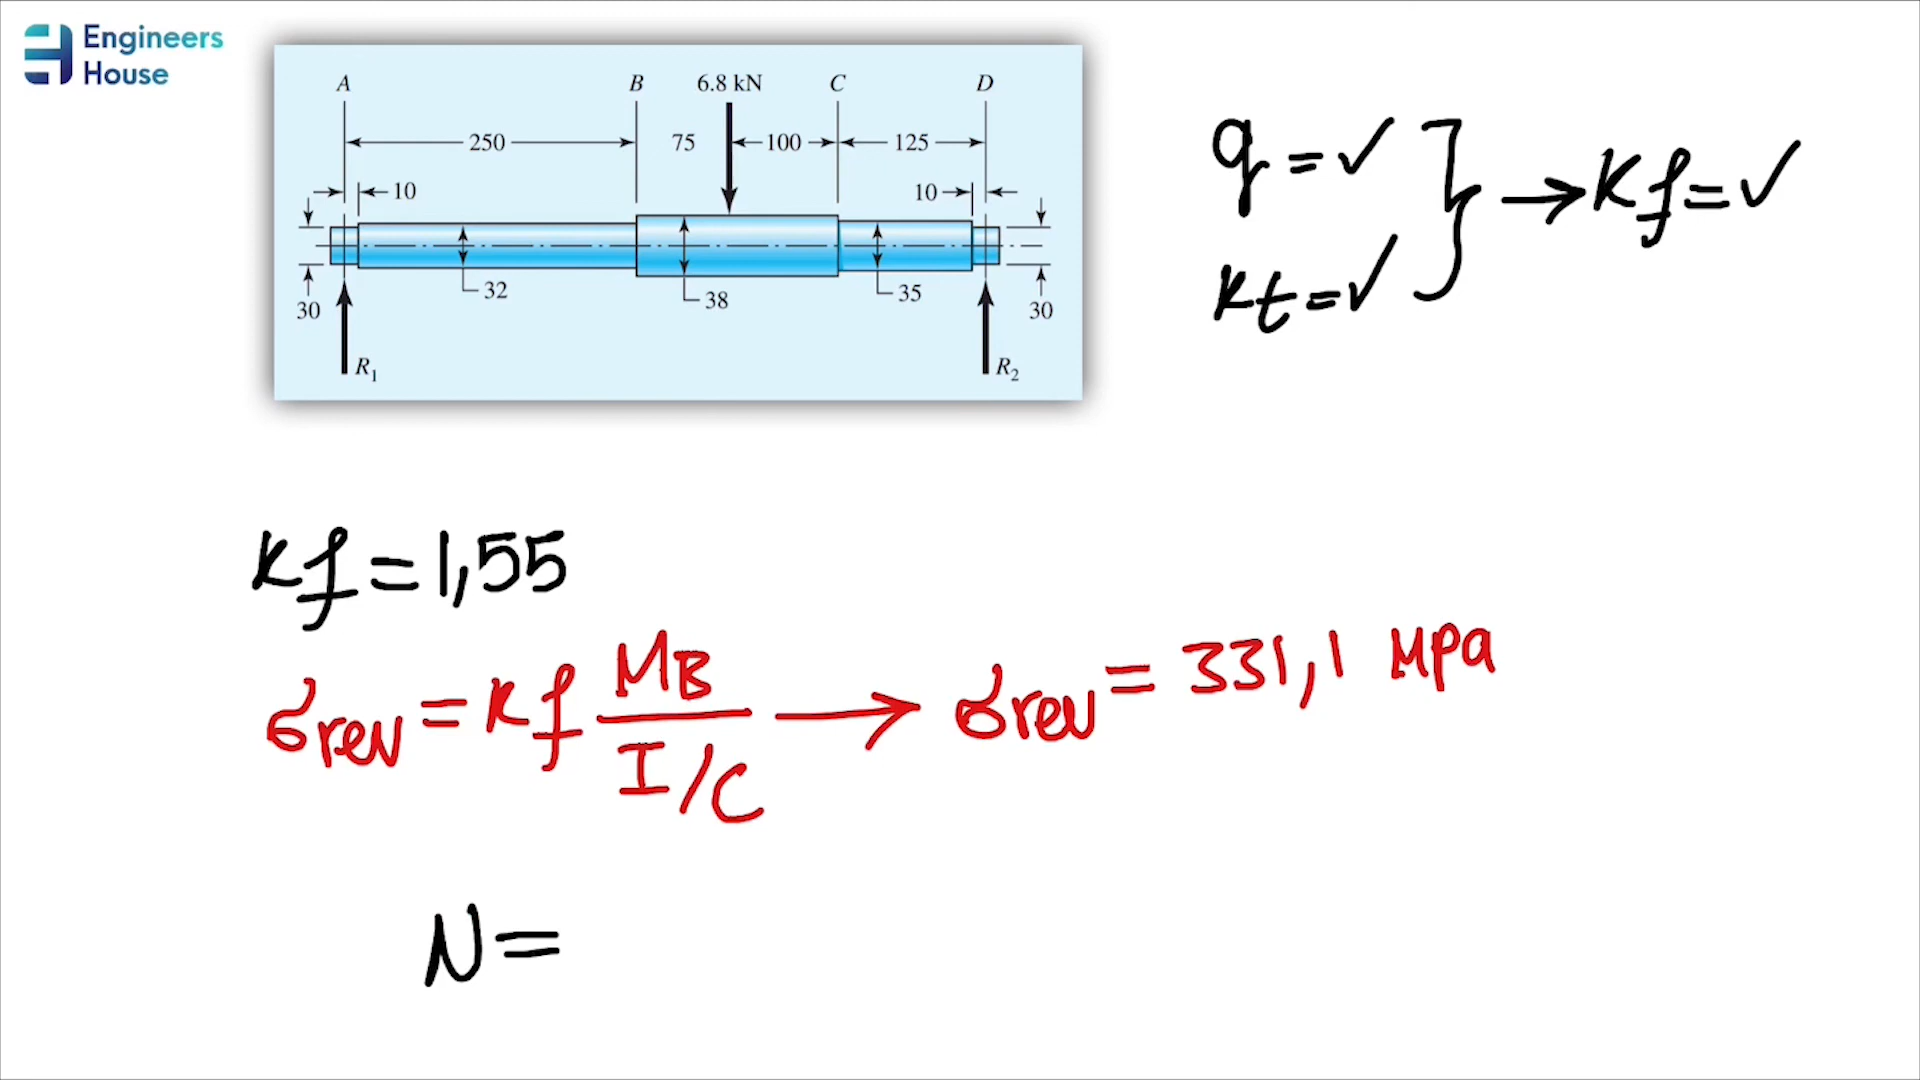 Engineers
House
A B 6.8 kN C D
250 75 100 125
10 10
32 38 35
30 30
R1 R2
q = ✓
kt = ✓
→ kf = ✓
kf = 1,55
σrev = kf MB / I/C → σrev = 331,1 Mpa
N =